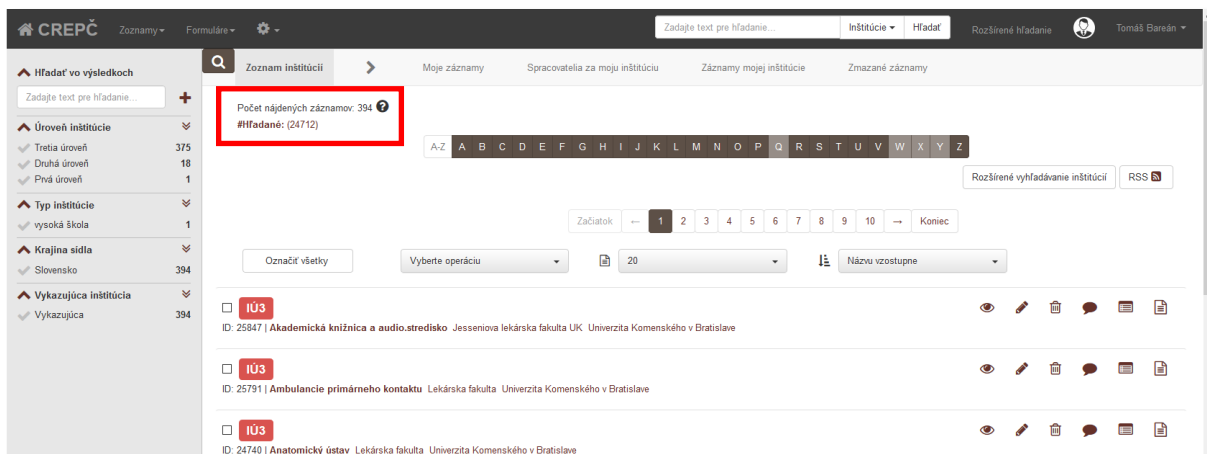 CREPČ Zoznamy Formuláre Zadajte text pre hľadanie... Inštitúcie Hľadať Rozšírené hľadanie Tomáš Bareán
Hľadať vo výsledkoch
Zadajte text pre hľadanie...
Úroveň inštitúcie
Tretia úroveň 375
Druhá úroveň 18
Prvá úroveň 1
Typ inštitúcie
vysoká škola 1
Krajina sídla
Slovensko 394
Vykazujúca inštitúcia
Vykazujúca 394
Zoznam inštitúcií Moje záznamy Spracovatelia za moju inštitúciu Záznamy mojej inštitúcie Zmazané záznamy
Počet nájdených záznamov: 394
#Hľadané: (24712)
A-Z A B C D E F G H I J K L M N O P Q R S T U V W X Y Z
Rozšírené vyhľadávanie inštitúcií RSS
Začiatok ← 1 2 3 4 5 6 7 8 9 10 → Koniec
Označiť všetky Vyberte operáciu 20 Názvu vzostupne
IÚ3
ID: 25847 | Akademická knižnica a audio.stredisko Jesseniova lekárska fakulta UK Univerzita Komenského v Bratislave
IÚ3
ID: 25791 | Ambulancie primárneho kontaktu Lekárska fakulta Univerzita Komenského v Bratislave
IÚ3
ID: 24740 | Anatomický ústav Lekárska fakulta Univerzita Komenského v Bratislave